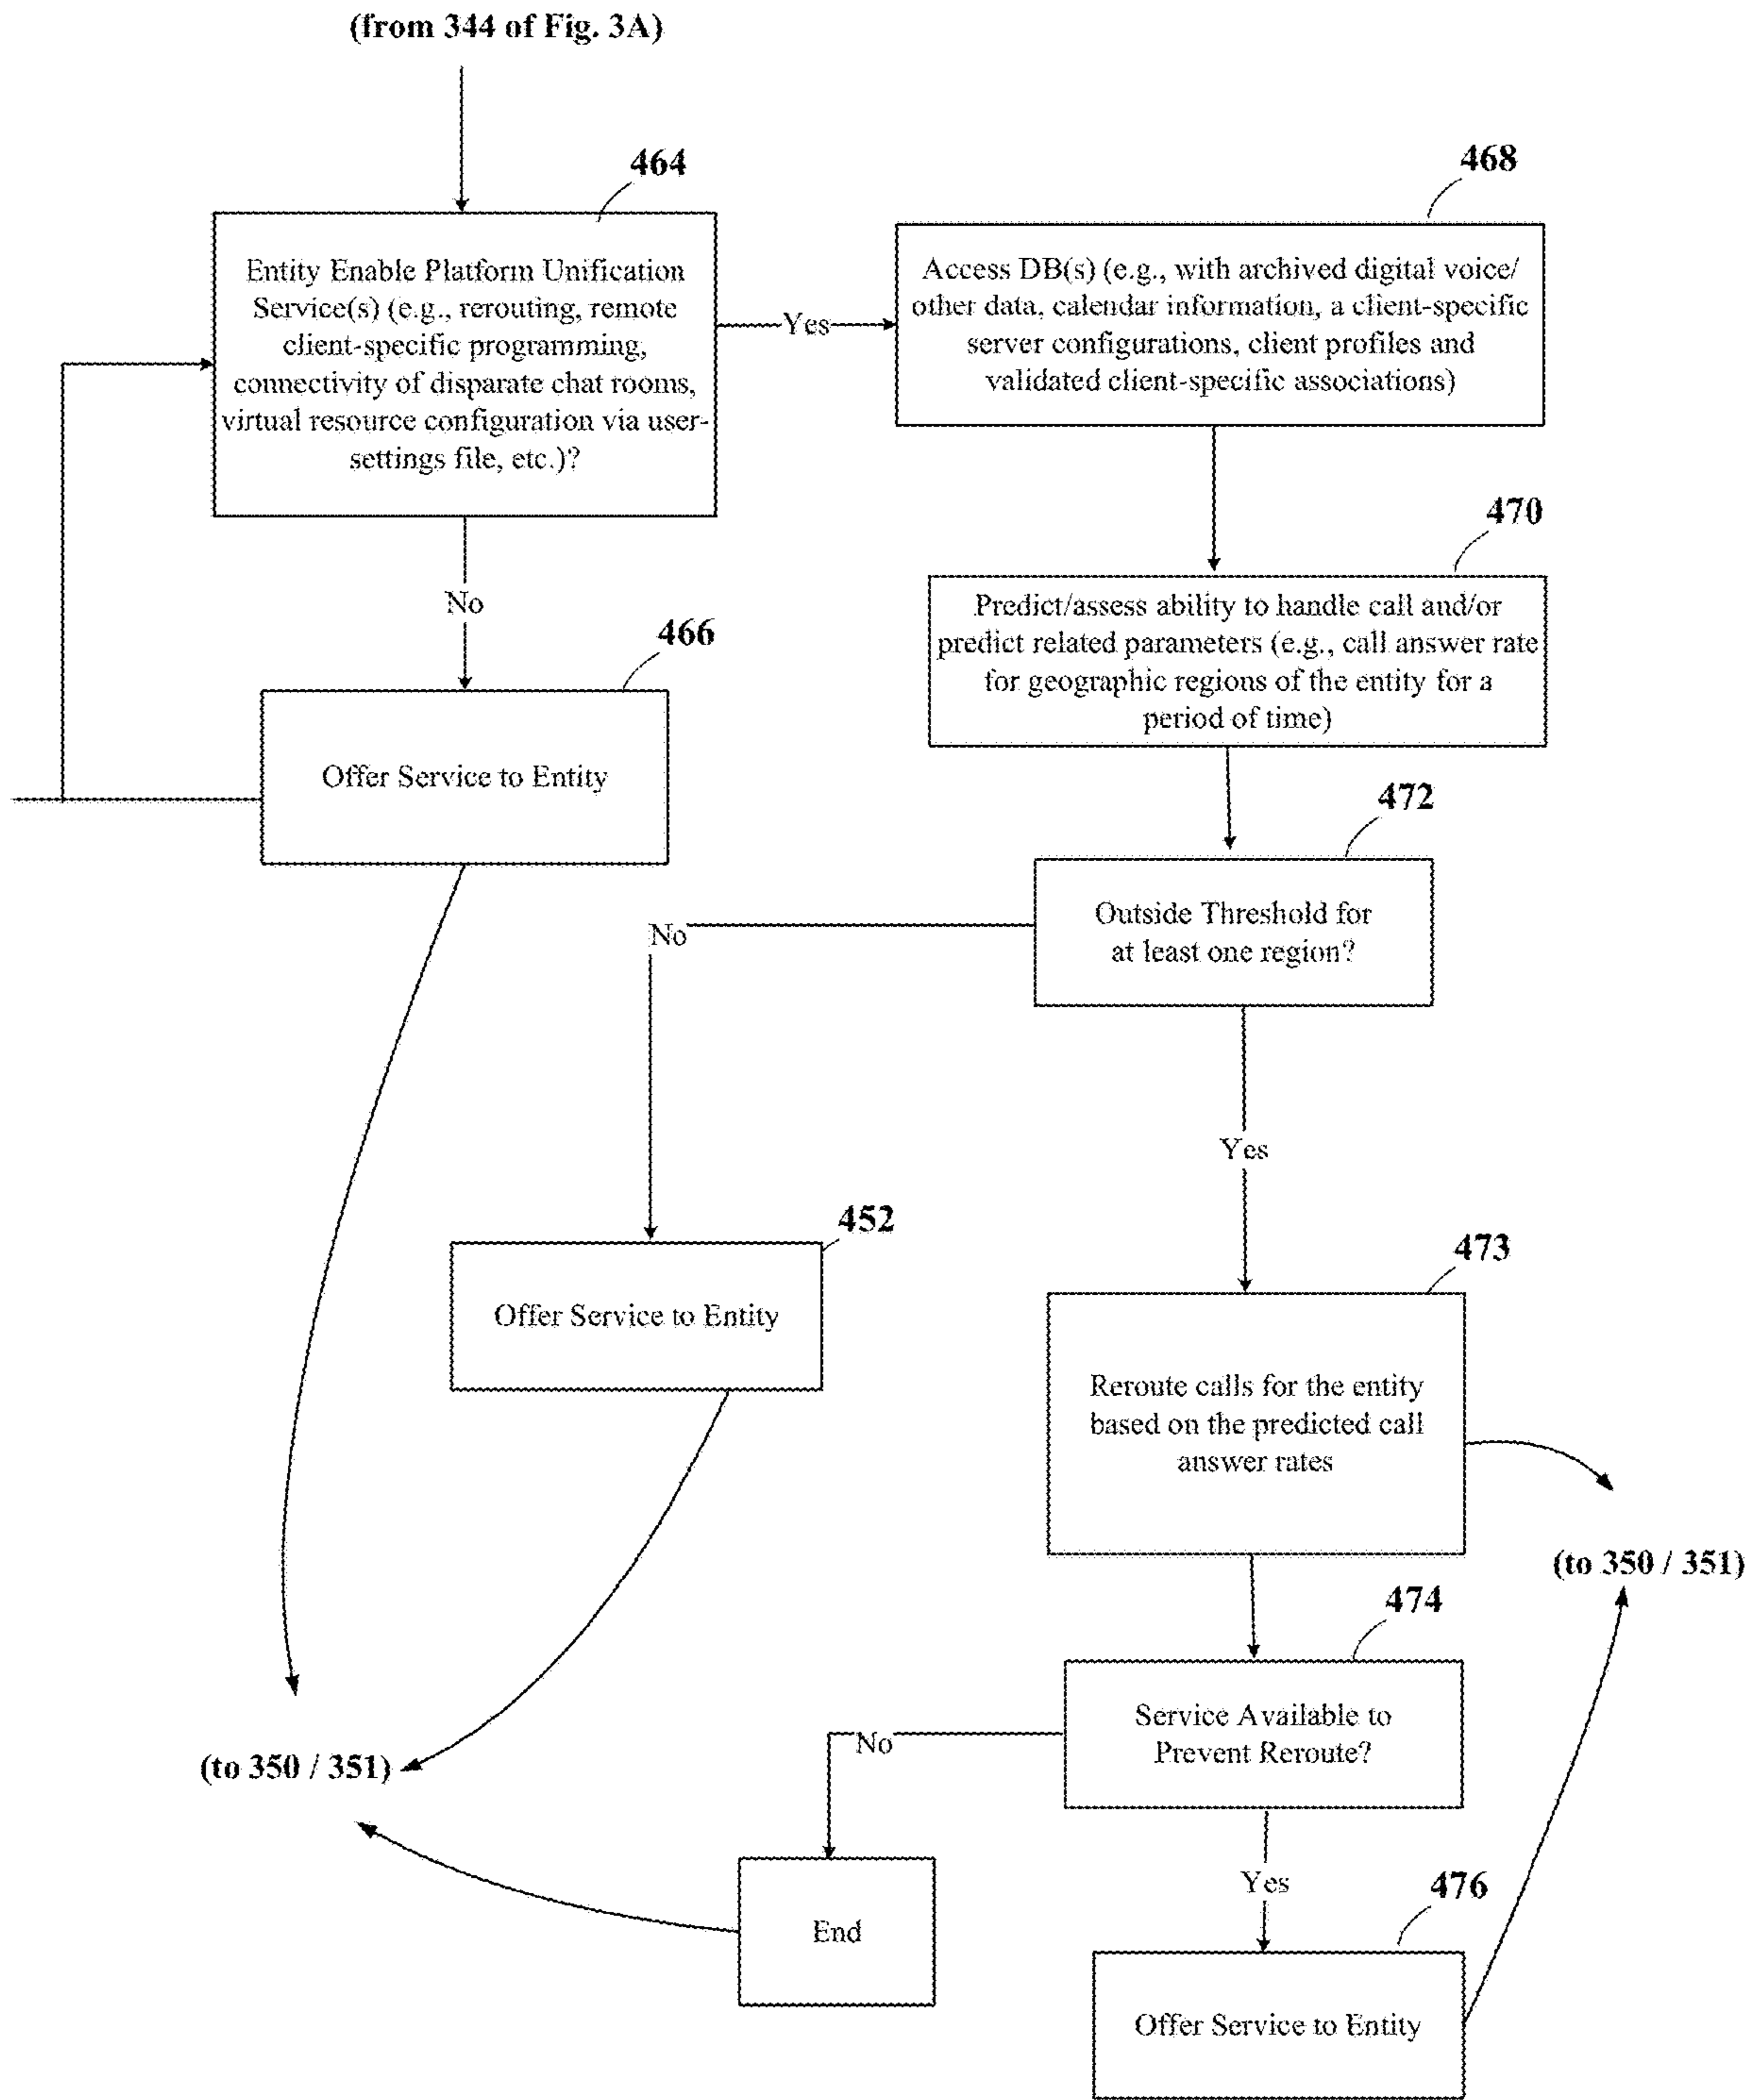 (from 344 of Fig. 3A)
464
Entity Enable Platform Unification
Service(s) (e.g., rerouting, remote
client-specific programming,
connectivity of disparate chat rooms,
virtual resource configuration via user-
settings file, etc.)?
Yes
468
Access DB(s) (e.g., with archived digital voice/
other data, calendar information, a client-specific
server configurations, client profiles and
validated client-specific associations)
No
466
Offer Service to Entity
470
Predict/assess ability to handle call and/or
predict related parameters (e.g., call answer rate
for geographic regions of the entity for a
period of time)
472
Outside Threshold for
at least one region?
No
Yes
452
Offer Service to Entity
473
Reroute calls for the entity
based on the predicted call
answer rates
(to 350 / 351)
474
Service Available to
Prevent Reroute?
No
(to 350 / 351)
End
Yes
476
Offer Service to Entity